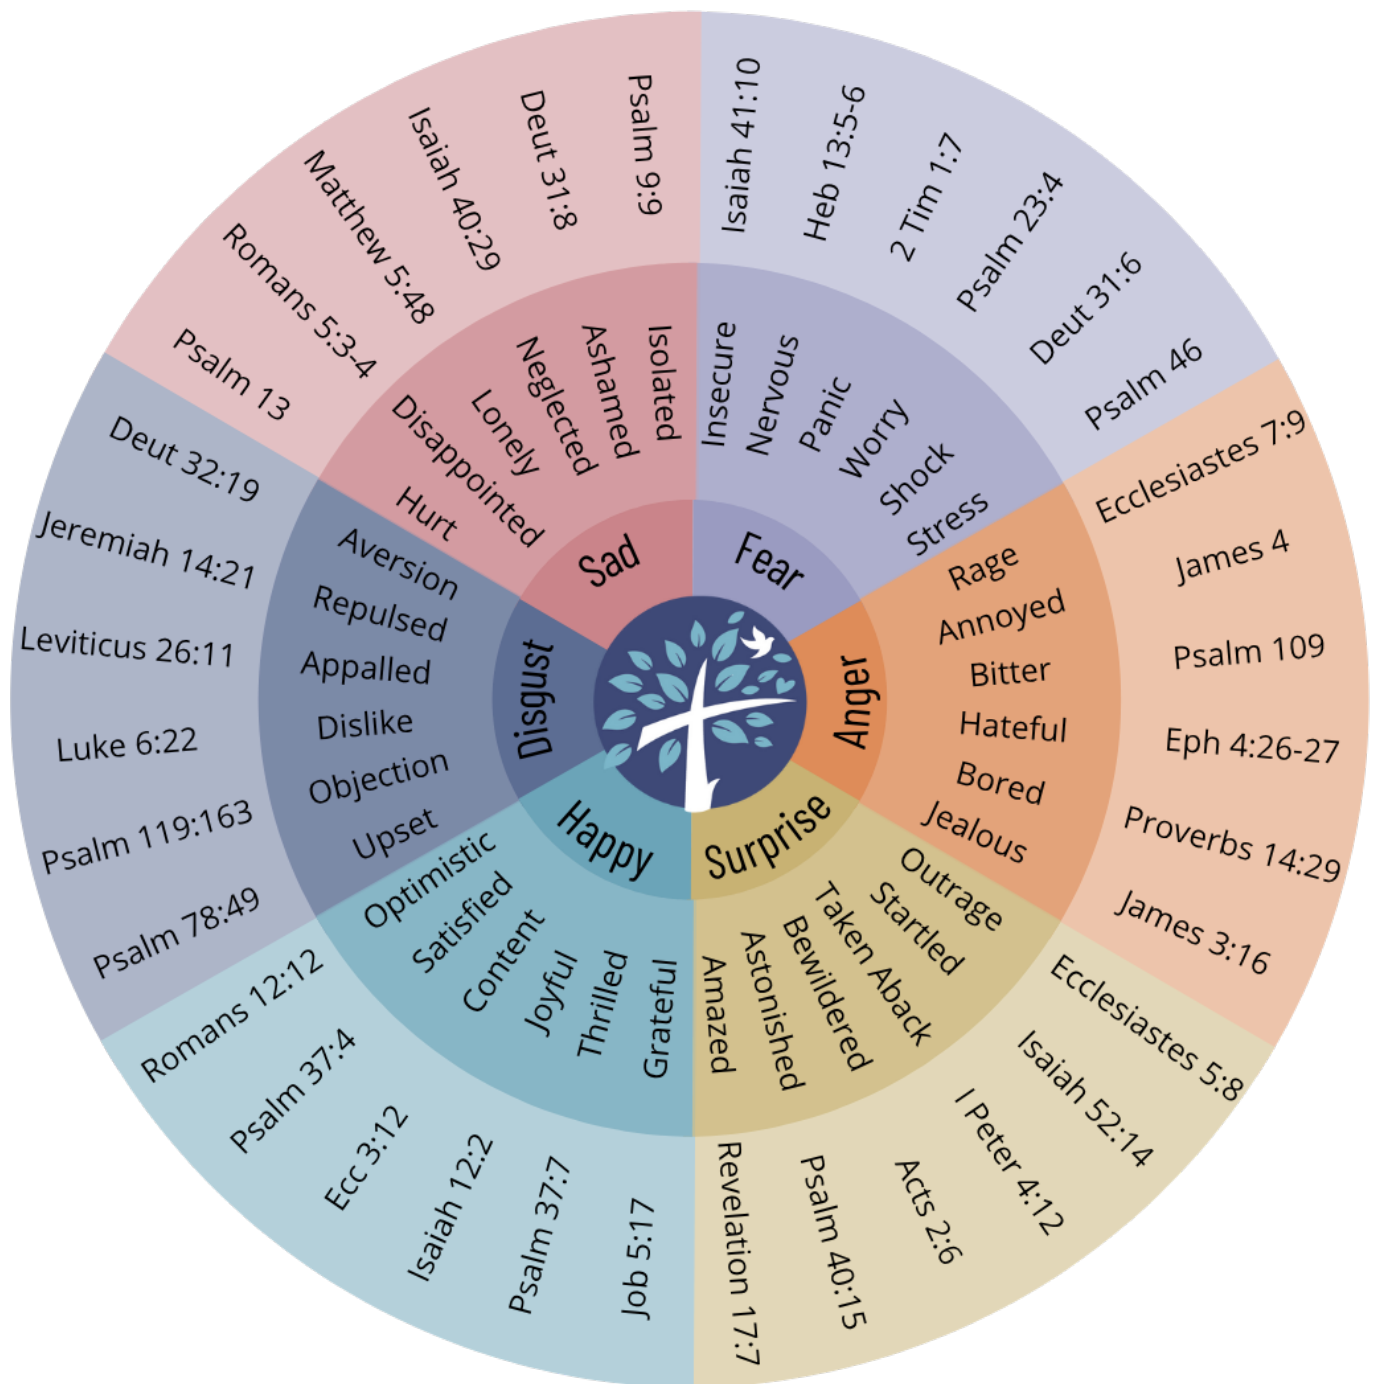 Fear
Insecure
Nervous
Panic
Worry
Shock
Stress
Isaiah 41:10
Heb 13:5-6
2 Tim 1:7
Psalm 23:4
Deut 31:6
Psalm 46
Anger
Rage
Annoyed
Bitter
Hateful
Bored
Jealous
Ecclesiastes 7:9
James 4
Psalm 109
Eph 4:26-27
Proverbs 14:29
James 3:16
Surprise
Outrage
Startled
Taken Aback
Bewildered
Astonished
Amazed
Ecclesiastes 5:8
Isaiah 52:14
I Peter 4:12
Acts 2:6
Psalm 40:15
Revelation 17:7
Happy
Grateful
Thrilled
Joyful
Content
Satisfied
Optimistic
Job 5:17
Psalm 37:7
Isaiah 12:2
Ecc 3:12
Psalm 37:4
Romans 12:12
Disgust
Upset
Objection
Dislike
Appalled
Repulsed
Aversion
Psalm 78:49
Psalm 119:163
Luke 6:22
Leviticus 26:11
Jeremiah 14:21
Deut 32:19
Sad
Hurt
Disappointed
Lonely
Neglected
Ashamed
Isolated
Psalm 13
Romans 5:3-4
Matthew 5:48
Isaiah 40:29
Deut 31:8
Psalm 9:9